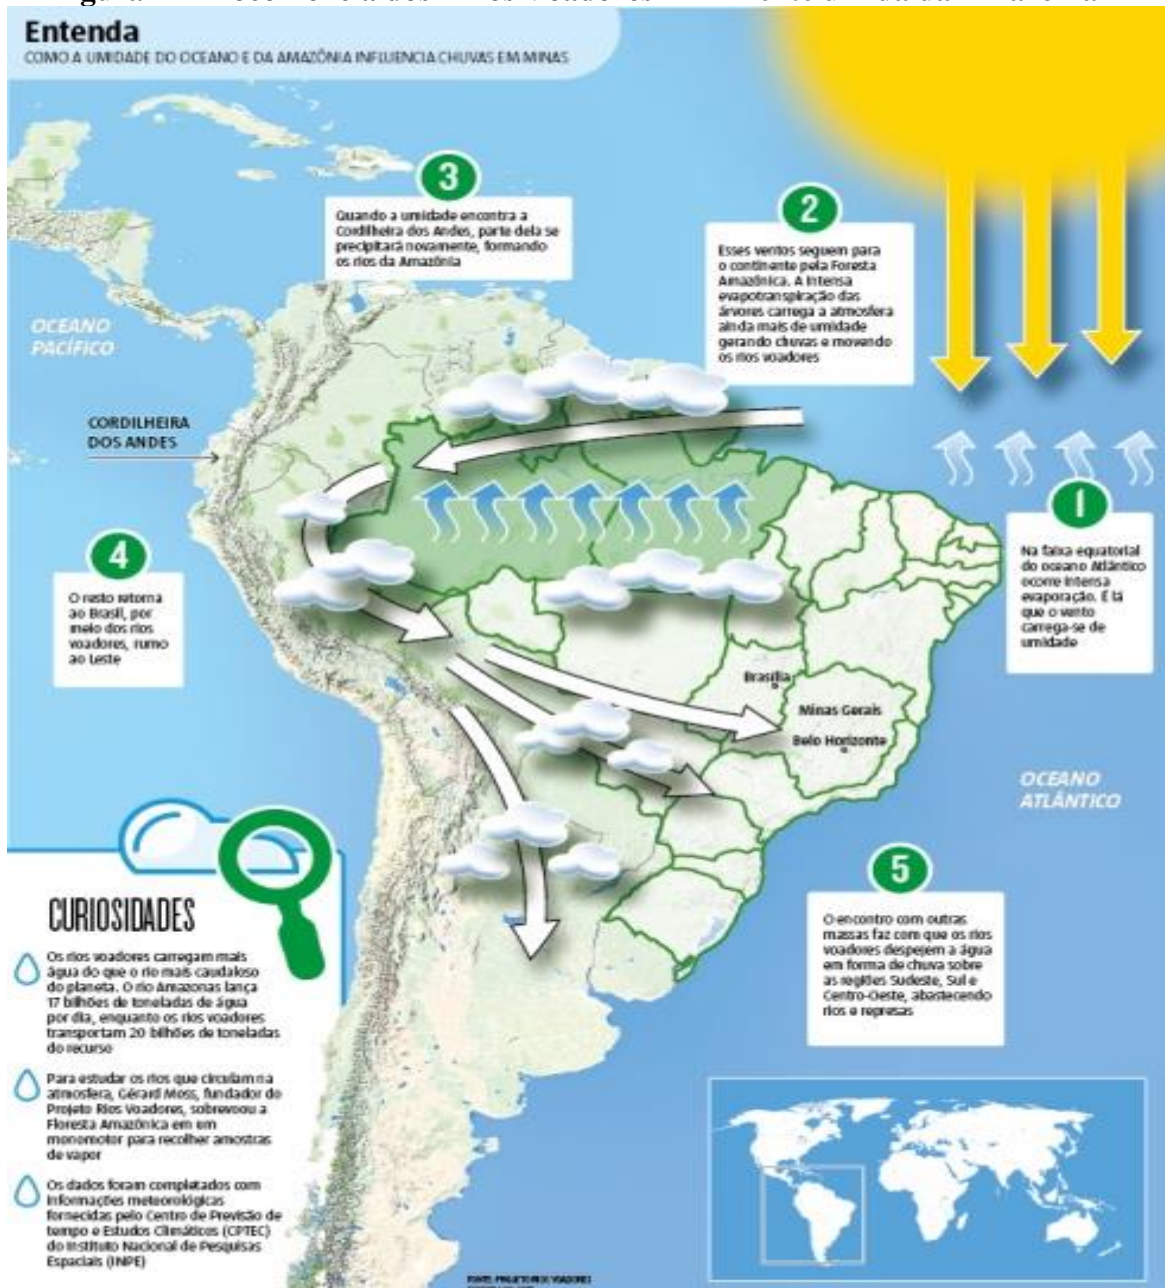 Entenda
COMO A UMIDADE DO OCEANO E DA AMAZÔNIA INFLUENCIA CHUVAS EM MINAS
3
Quando a umidade encontra a
Cordilheira dos Andes, parte dela se
precipitará novamente, formando
os rios da Amazônia
2
Esses ventos seguem para
o continente pela Floresta
Amazônica. A intensa
evapotranspiração das
árvores carrega a atmosfera
ainda mais de umidade
gerando chuvas e movendo
os rios voadores
OCEANO
PACÍFICO
CORDILHEIRA
DOS ANDES
1
Na faixa equatorial
do oceano Atlântico
ocorre intensa
evaporação. É lá
que o vento
carrega-se de
umidade
4
O resto retorna
ao Brasil, por
meio dos rios
voadores, rumo
ao Leste
Brasília
Minas Gerais
Belo Horizonte
OCEANO
ATLÂNTICO
5
O encontro com outras
massas faz com que os rios
voadores despejem a água
em forma de chuva sobre
as regiões Sudeste, Sul e
Centro-Oeste, abastecendo
rios e represas
CURIOSIDADES
Os rios voadores carregam mais
água do que o rio mais caudaloso
do planeta. O rio Amazonas lança
17 bilhões de toneladas de água
por dia, enquanto os rios voadores
transportam 20 bilhões de toneladas
do recurso
Para estudar os rios que circulam na
atmosfera, Gérard Moss, fundador do
Projeto Rios Voadores, sobrevoou a
Floresta Amazônica em um
monomotor para recolher amostras
de vapor
Os dados foram completados com
informações meteorológicas
fornecidas pelo Centro de Previsão de
tempo e Estudos Climáticos (CPTEC)
do Instituto Nacional de Pesquisas
Espaciais (INPE)
FONTE: PROJETO RIOS VOADORES